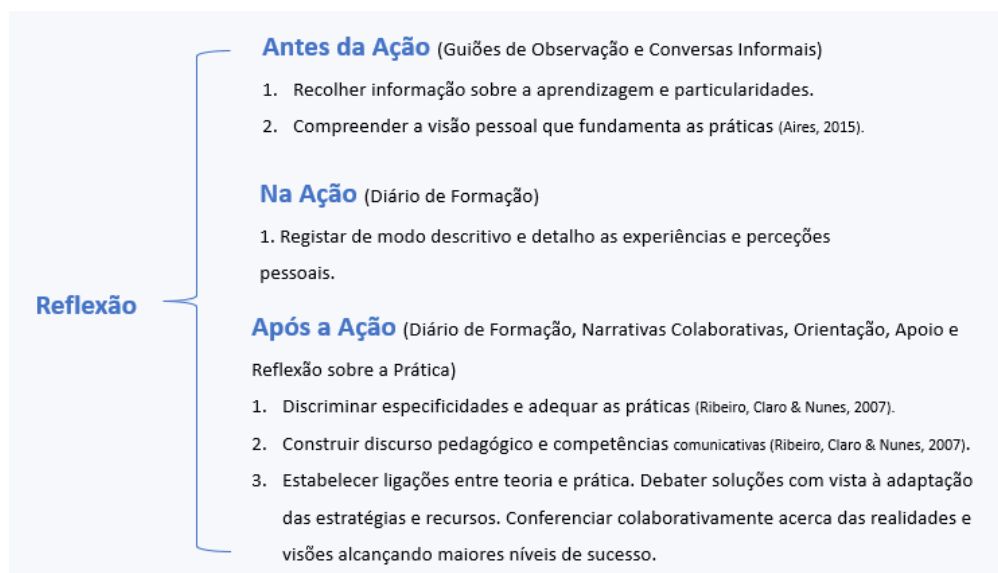 Antes da Ação (Guiões de Observação e Conversas Informais)
1. Recolher informação sobre a aprendizagem e particularidades.
2. Compreender a visão pessoal que fundamenta as práticas (Aires, 2015).
Na Ação (Diário de Formação)
1. Registar de modo descritivo e detalho as experiências e perceções
pessoais.
Reflexão
Após a Ação (Diário de Formação, Narrativas Colaborativas, Orientação, Apoio e
Reflexão sobre a Prática)
1. Discriminar especificidades e adequar as práticas (Ribeiro, Claro & Nunes, 2007).
2. Construir discurso pedagógico e competências comunicativas (Ribeiro, Claro & Nunes, 2007).
3. Estabelecer ligações entre teoria e prática. Debater soluções com vista à adaptação
das estratégias e recursos. Conferenciar colaborativamente acerca das realidades e
visões alcançando maiores níveis de sucesso.